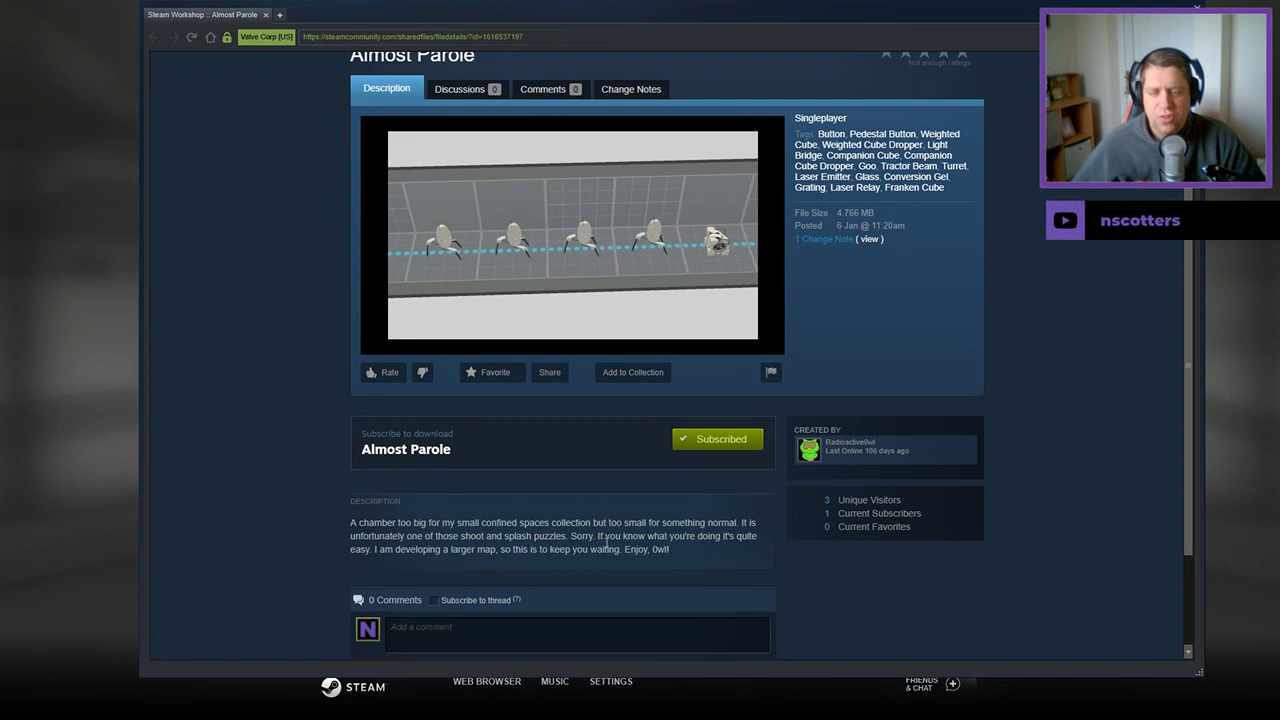 Steam Workshop :: Almost Parole × +
Valve Corp [US] https://steamcommunity.com/sharedfiles/filedetails/?id=1616537197
Almost Parole
Not enough ratings
Description Discussions 0 Comments 0 Change Notes
Singleplayer
Tags: Button, Pedestal Button, Weighted
Cube, Weighted Cube Dropper, Light
Bridge, Companion Cube, Companion
Cube Dropper, Goo, Tractor Beam, Turret,
Laser Emitter, Glass, Conversion Gel,
Grating, Laser Relay, Franken Cube
File Size 4.766 MB
Posted 6 Jan @ 11:20am
1 Change Note ( view )
Rate Favorite Share Add to Collection
Subscribe to download
Almost Parole
Subscribed
CREATED BY
Radioactive0wl
Last Online 106 days ago
3 Unique Visitors
1 Current Subscribers
0 Current Favorites
DESCRIPTION
A chamber too big for my small confined spaces collection but too small for something normal. It is
unfortunately one of those shoot and splash puzzles. Sorry. If you know what you're doing it's quite
easy. I am developing a larger map, so this is to keep you waiting. Enjoy, 0wl!
0 Comments Subscribe to thread (?)
N Add a comment
STEAM WEB BROWSER MUSIC SETTINGS
FRIENDS
& CHAT +
nscotters